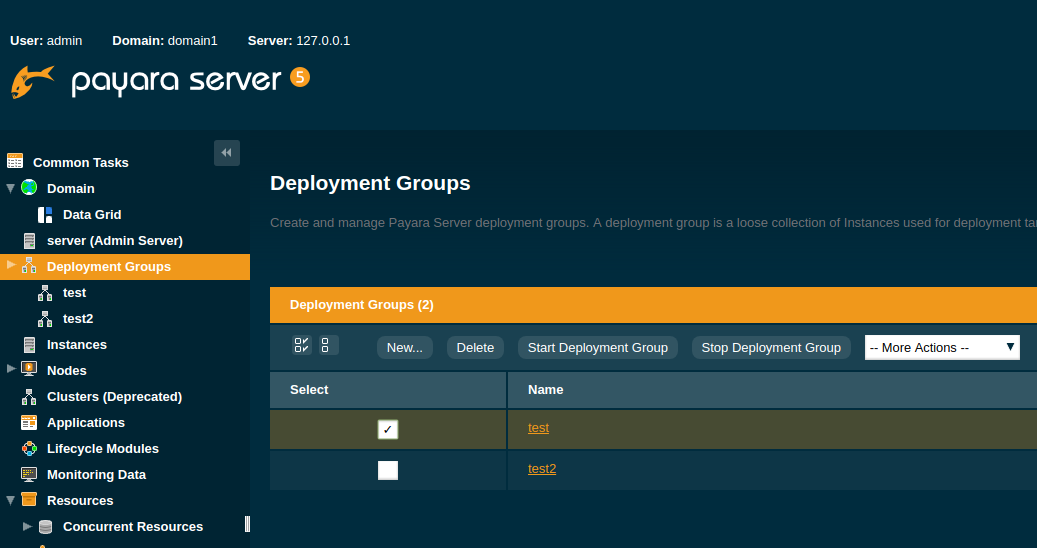 User: admin Domain: domain1 Server: 127.0.0.1
payara server 5
Common Tasks
Domain
Data Grid
server (Admin Server)
Deployment Groups
test
test2
Instances
Nodes
Clusters (Deprecated)
Applications
Lifecycle Modules
Monitoring Data
Resources
Concurrent Resources
Deployment Groups
Create and manage Payara Server deployment groups. A deployment group is a loose collection of Instances used for deployment
Deployment Groups (2)
New... Delete Start Deployment Group Stop Deployment Group -- More Actions --
Select Name
test
test2